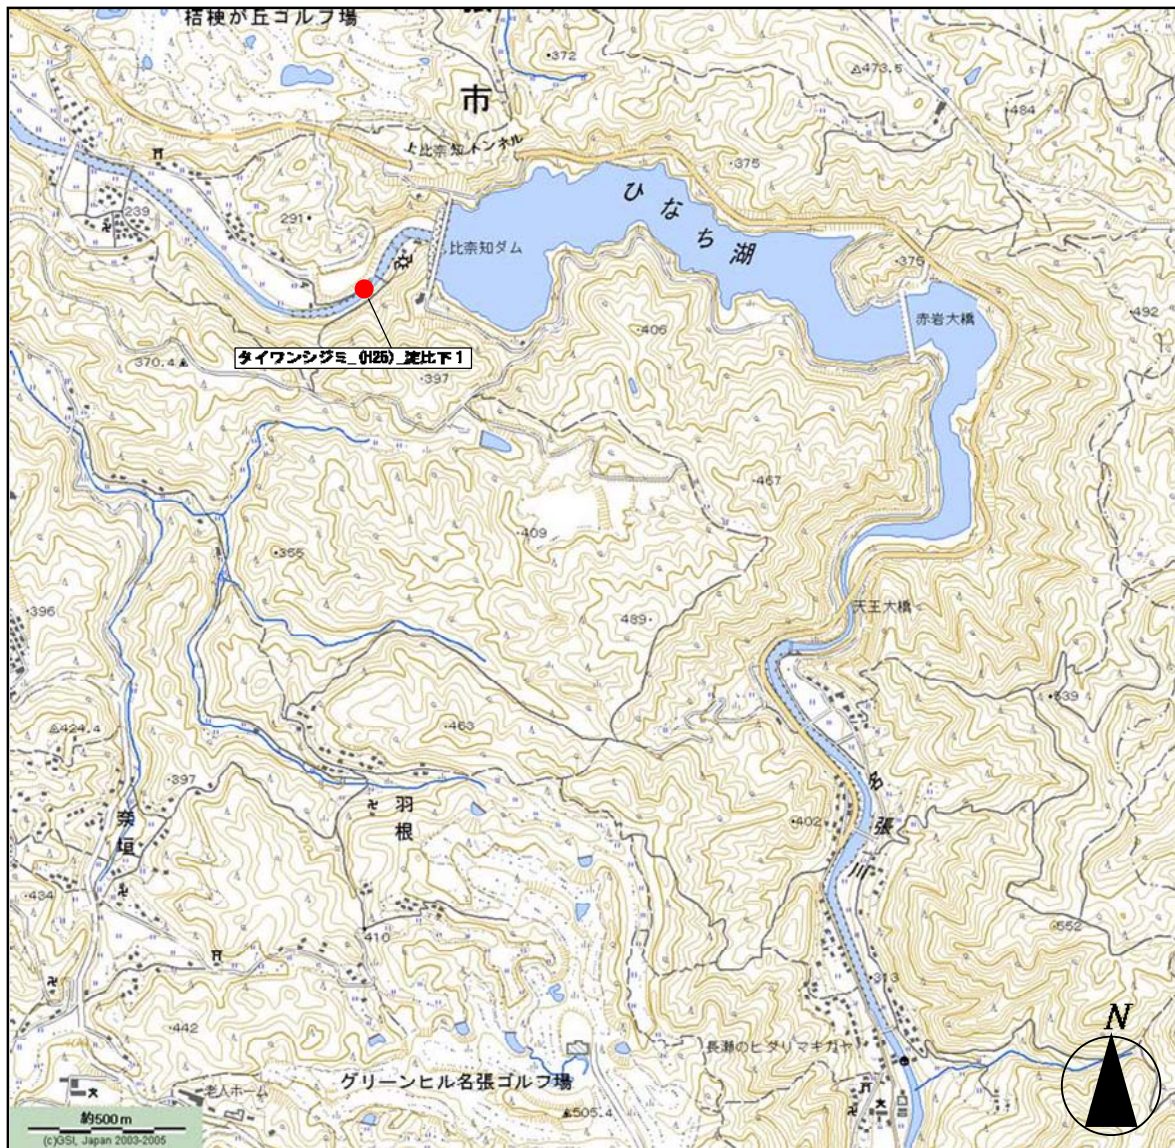 桔梗が丘ゴルフ場
・372
473.5
484
市
上比奈知トンネル
・375
ひなち湖
239
291・
比奈知ダム
・375
・492
赤岩大橋
・406
タイワンシジミ_(H25)_淀比下1
370.4
・397
・467
・409
・355
・396
489・
天王大橋
・539
424.4
・463
・397
奈垣
羽根
名張川
・402
・434
410
・552
・313
・442
長瀬のヒダリマキガヤ
グリーンヒル名張ゴルフ場
老人ホーム
505.4
N
約500m
(c)GSI, Japan 2003-2005